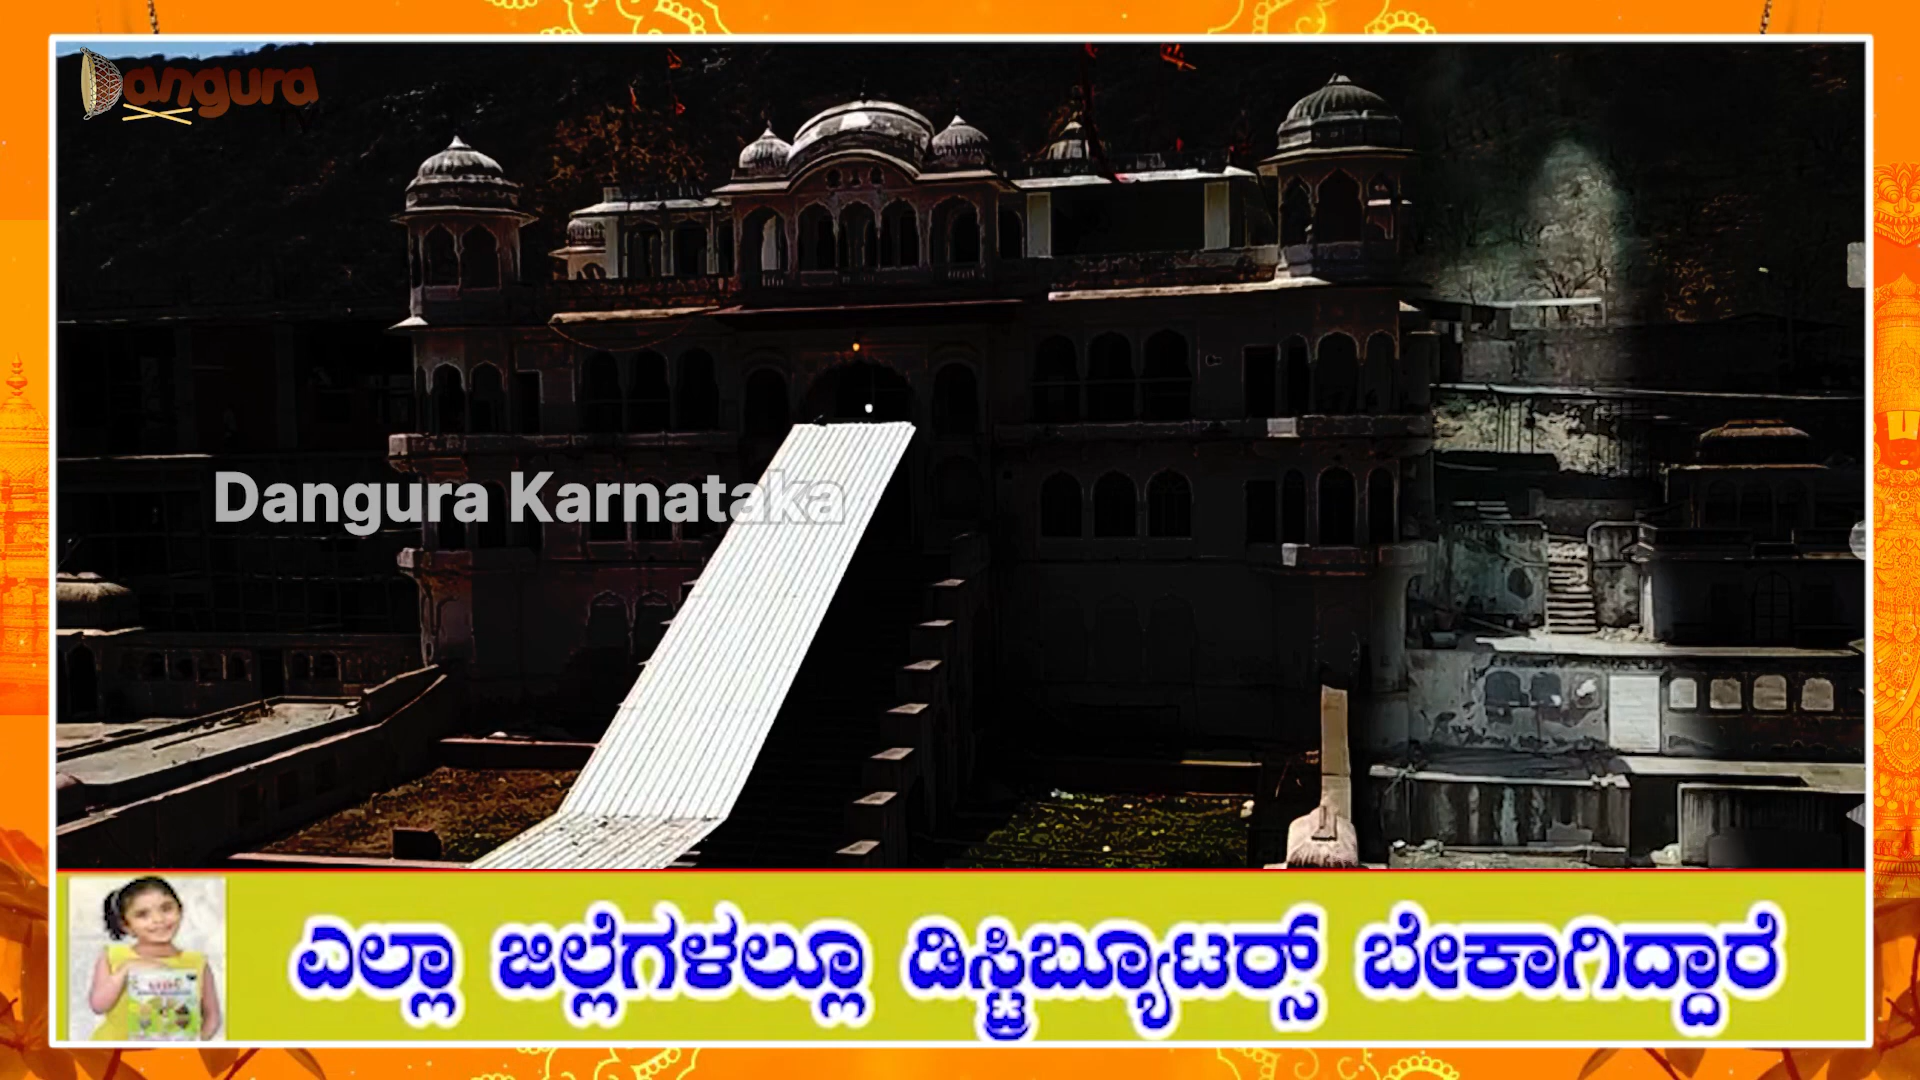 Dangura
Dangura Karnataka
ಎಲ್ಲಾ ಜಿಲ್ಲೆಗಳಲ್ಲೂ ಡಿಸ್ಟ್ರಿಬ್ಯೂಟರ್ಸ್ ಬೇಕಾಗಿದ್ದಾರೆ